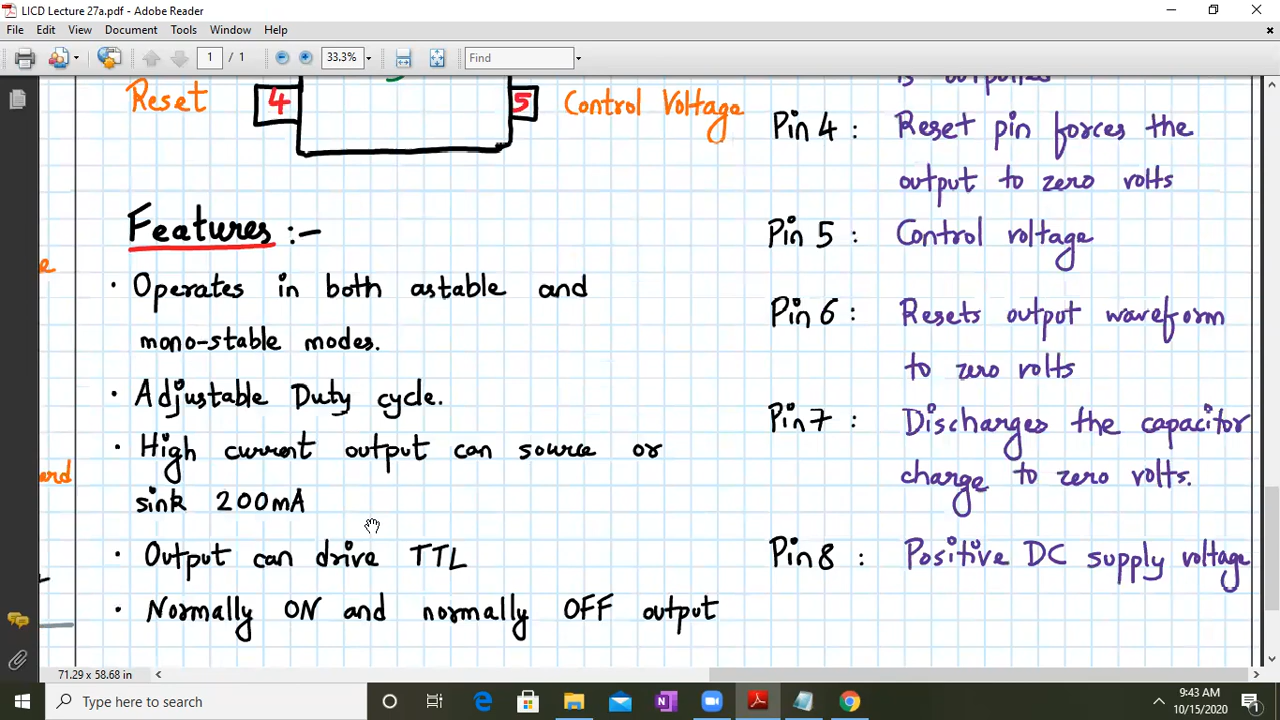 LICD Lecture 27a.pdf - Adobe Reader
File Edit View Document Tools Window Help
1 / 1 33.3% Find
Reset 4
5 Control Voltage
Features :-
· Operates in both astable and
mono-stable modes.
· Adjustable Duty cycle.
· High current output can source or
sink 200mA
· Output can drive TTL
· Normally ON and normally OFF output
Pin 4 : Reset pin forces the
output to zero volts
Pin 5 : Control voltage
Pin 6 : Resets output waveform
to zero volts
Pin 7 : Discharges the capacitor
charge to zero volts.
Pin 8 : Positive DC supply voltage
71.29 x 58.68 in
Type here to search
9:43 AM
10/15/2020
1